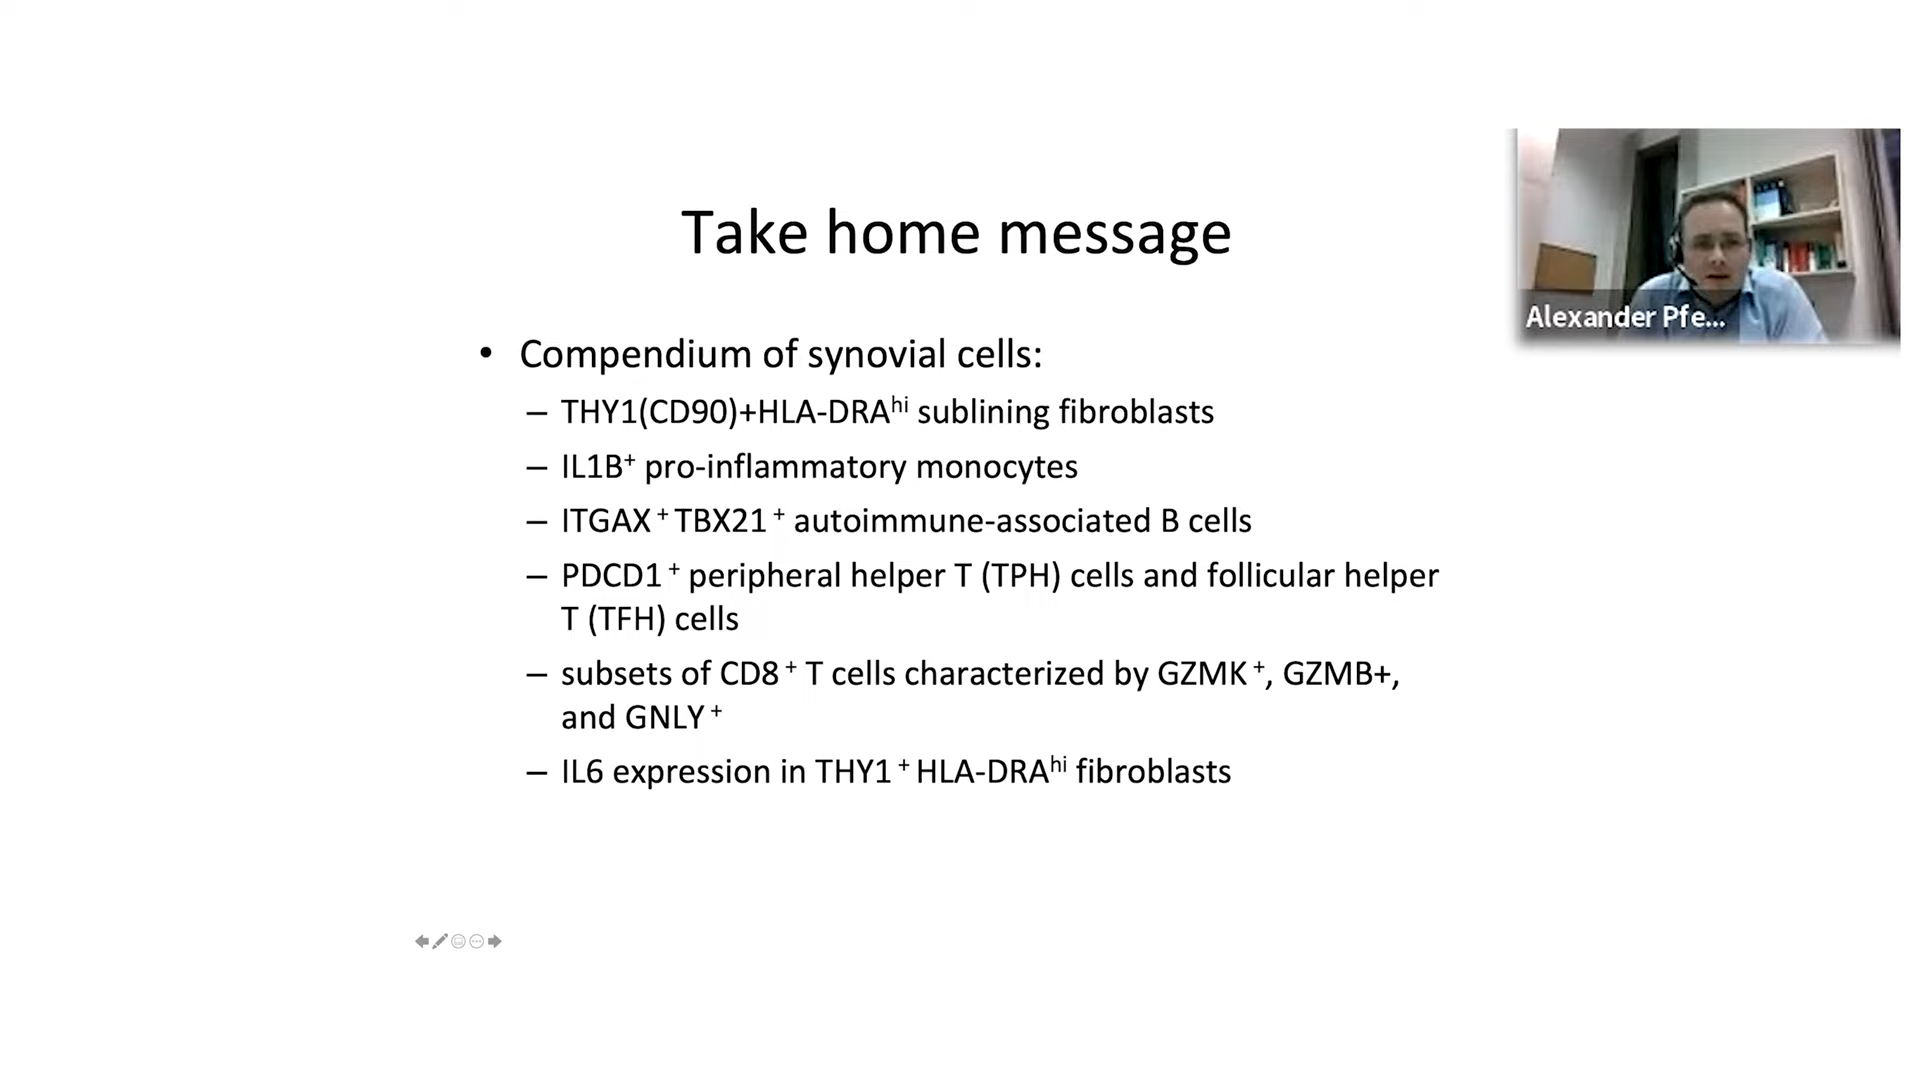 Take home message
Alexander Pfe...
• Compendium of synovial cells:
– THY1(CD90)+HLA-DRAhi sublining fibroblasts
– IL1B+ pro-inflammatory monocytes
– ITGAX + TBX21 + autoimmune-associated B cells
– PDCD1 + peripheral helper T (TPH) cells and follicular helper
T (TFH) cells
– subsets of CD8 + T cells characterized by GZMK +, GZMB+,
and GNLY +
– IL6 expression in THY1 + HLA-DRAhi fibroblasts